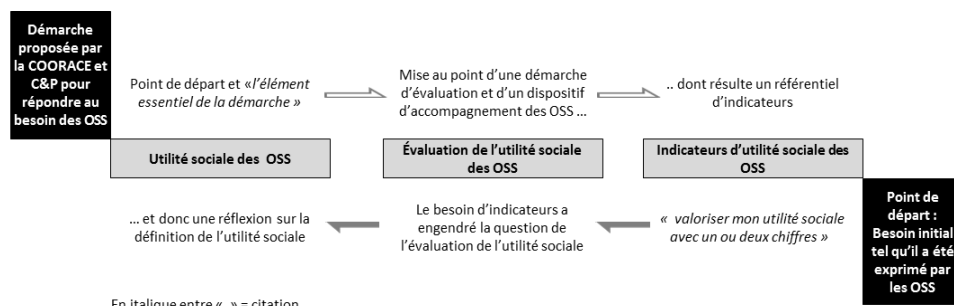 Démarche
proposée par
la COORACE et
C&P pour
répondre au
besoin des OSS
Point de départ et «l’élément
essentiel de la démarche »
Mise au point d’une démarche
d’évaluation et d’un dispositif
d’accompagnement des OSS ...
.. dont résulte un référentiel
d’indicateurs
Utilité sociale des OSS
Évaluation de l’utilité sociale
des OSS
Indicateurs d’utilité sociale des
OSS
... et donc une réflexion sur la
définition de l’utilité sociale
Le besoin d’indicateurs a
engendré la question de
l’évaluation de l’utilité sociale
« valoriser mon utilité sociale
avec un ou deux chiffres »
Point de
départ :
Besoin initial
tel qu’il a été
exprimé par
les OSS
En italique entre « » = citation